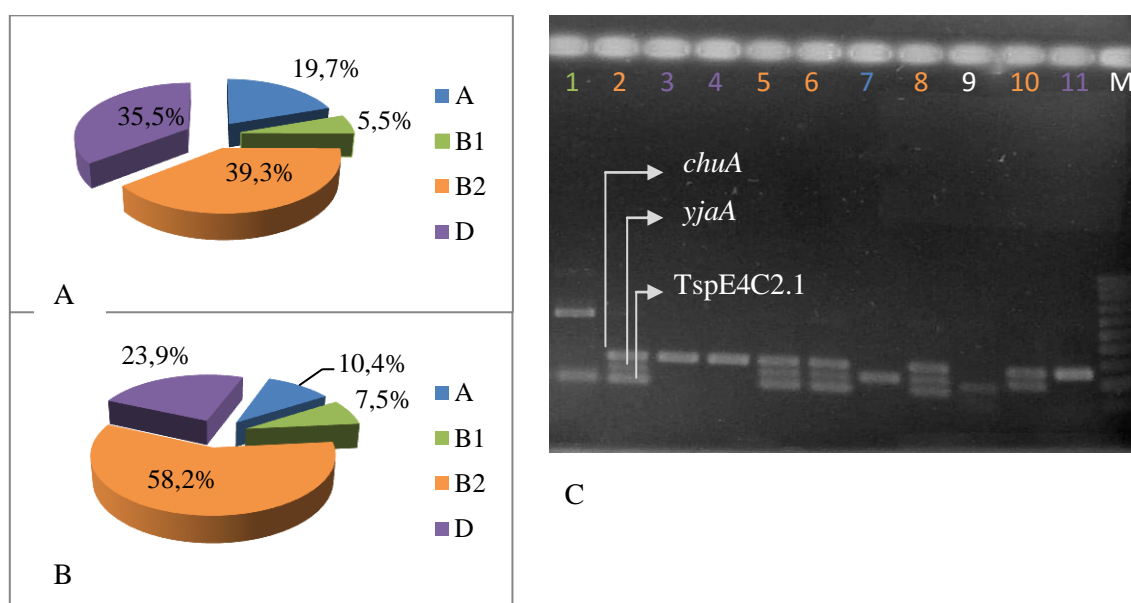 19,7%
5,5%
39,3%
35,5%
A
B1
B2
D
A
10,4%
7,5%
58,2%
23,9%
A
B1
B2
D
B
1 2 3 4 5 6 7 8 9 10 11 M
chuA
yjaA
TspE4C2.1
C